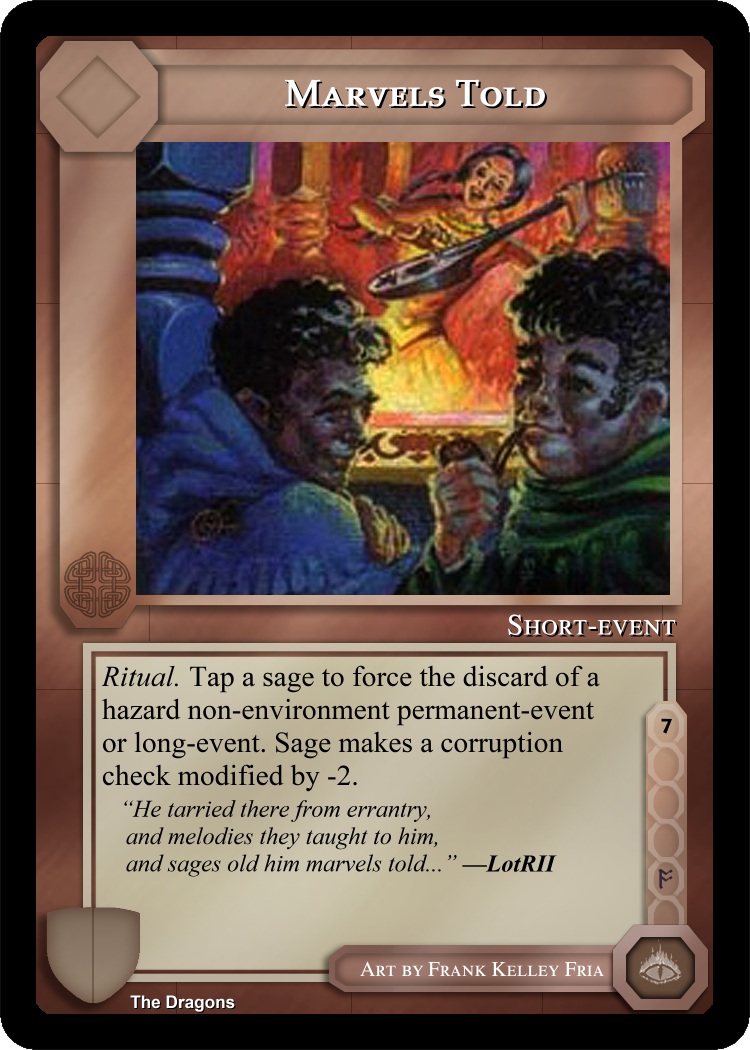 Marvels Told
Short-event
Ritual. Tap a sage to force the discard of a
hazard non-environment permanent-event
or long-event. Sage makes a corruption
check modified by -2.
“He tarried there from errantry,
and melodies they taught to him,
and sages old him marvels told...” —LotRII
7
ᚩ
Art by Frank Kelley Fria
The Dragons